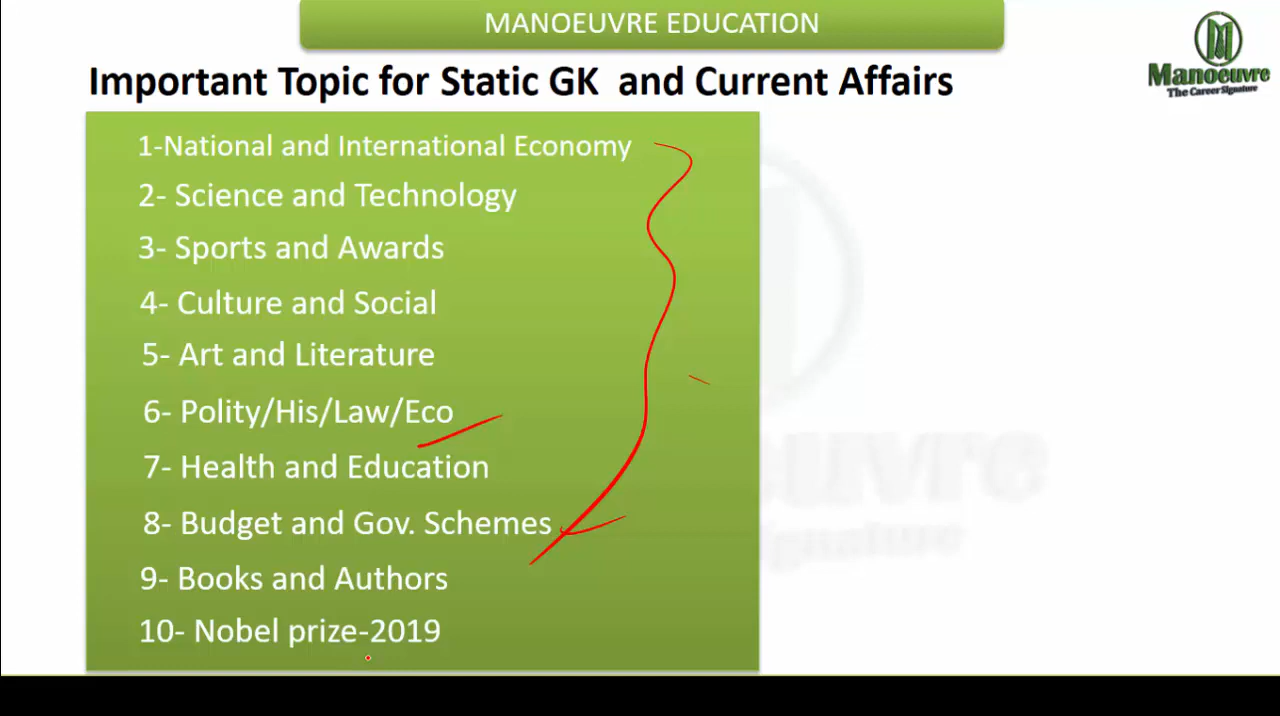 MANOEUVRE EDUCATION
Important Topic for Static GK and Current Affairs
Manoeuvre
The Career Signature
1-National and International Economy
2- Science and Technology
3- Sports and Awards
4- Culture and Social
5- Art and Literature
6- Polity/His/Law/Eco
7- Health and Education
8- Budget and Gov. Schemes
9- Books and Authors
10- Nobel prize-2019
euvre
Signature